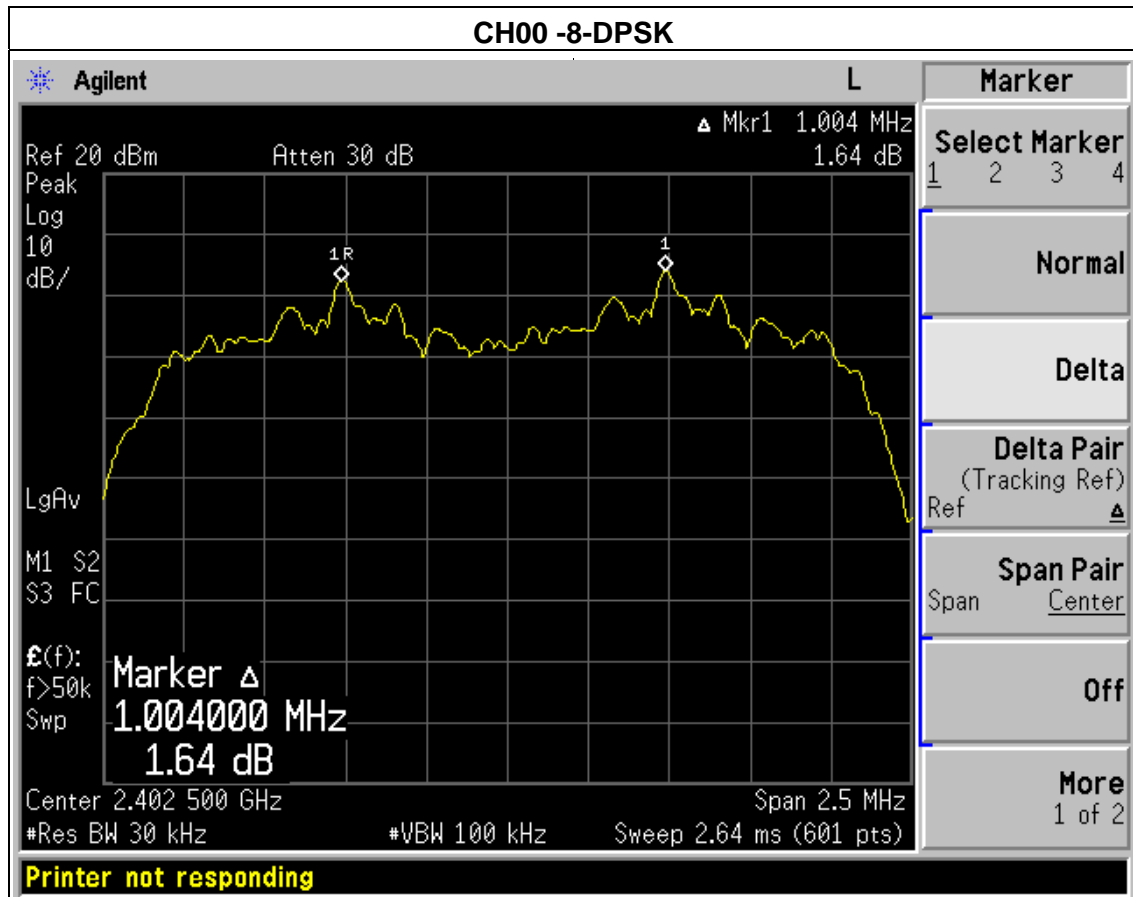 CH00 -8-DPSK
Agilent L
Δ Mkr1 1.004 MHz
Ref 20 dBm Atten 30 dB 1.64 dB
Peak
Log
10
dB/
1R
1
LgAv
M1 S2
S3 FC
£(f):
f>50k
Swp
Marker Δ
1.004000 MHz
1.64 dB
Center 2.402 500 GHz Span 2.5 MHz
#Res BW 30 kHz #VBW 100 kHz Sweep 2.64 ms (601 pts)
Printer not responding
Marker
Select Marker
1 2 3 4
Normal
Delta
Delta Pair
(Tracking Ref)
Ref Δ
Span Pair
Span Center
Off
More
1 of 2